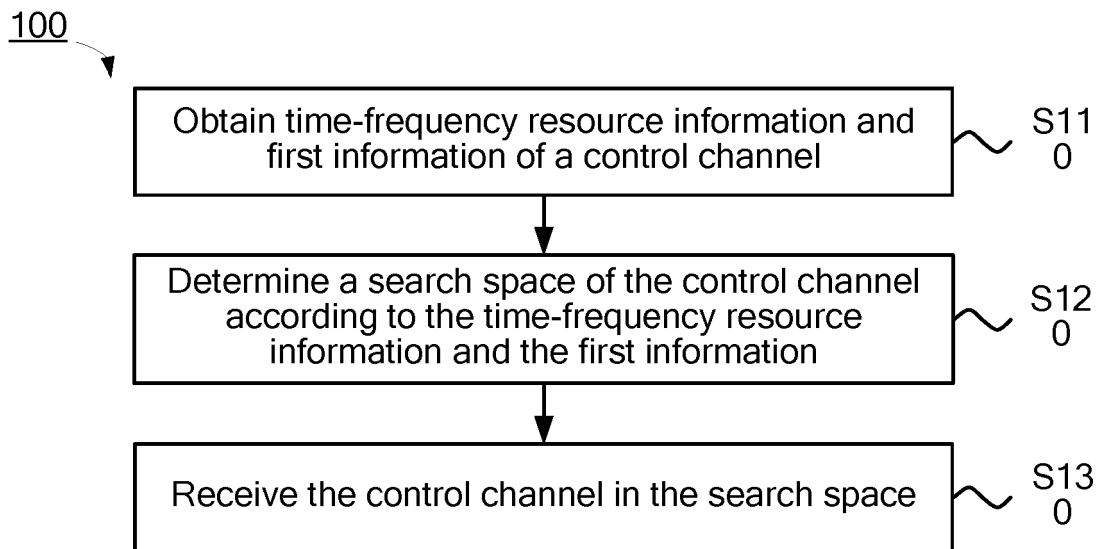 100
Obtain time-frequency resource information and
first information of a control channel
S11
0
Determine a search space of the control channel
according to the time-frequency resource
information and the first information
S12
0
Receive the control channel in the search space
S13
0